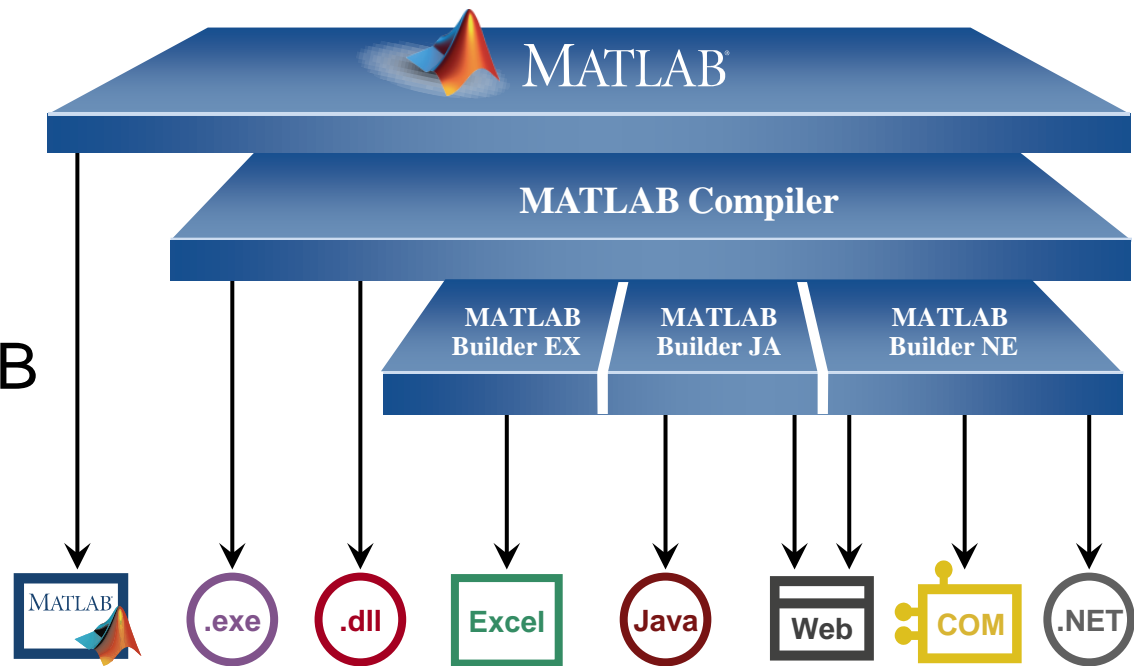 MATLAB®
MATLAB Compiler
MATLAB
Builder EX
MATLAB
Builder JA
MATLAB
Builder NE
B
MATLAB®
.exe
.dll
Excel
Java
Web
COM
.NET